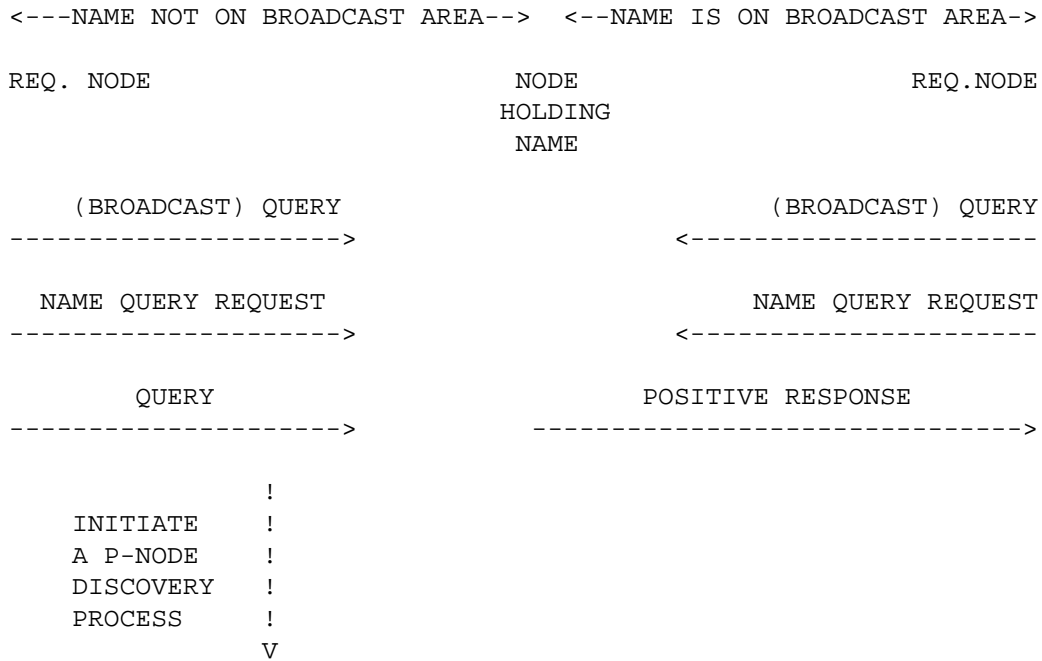 <---NAME NOT ON BROADCAST AREA--> <--NAME IS ON BROADCAST AREA->
REQ. NODE NODE REQ.NODE
HOLDING
NAME
(BROADCAST) QUERY (BROADCAST) QUERY
---------------------> <----------------------
NAME QUERY REQUEST NAME QUERY REQUEST
---------------------> <----------------------
QUERY POSITIVE RESPONSE
---------------------> ------------------------------->
!
INITIATE !
A P-NODE !
DISCOVERY !
PROCESS !
V